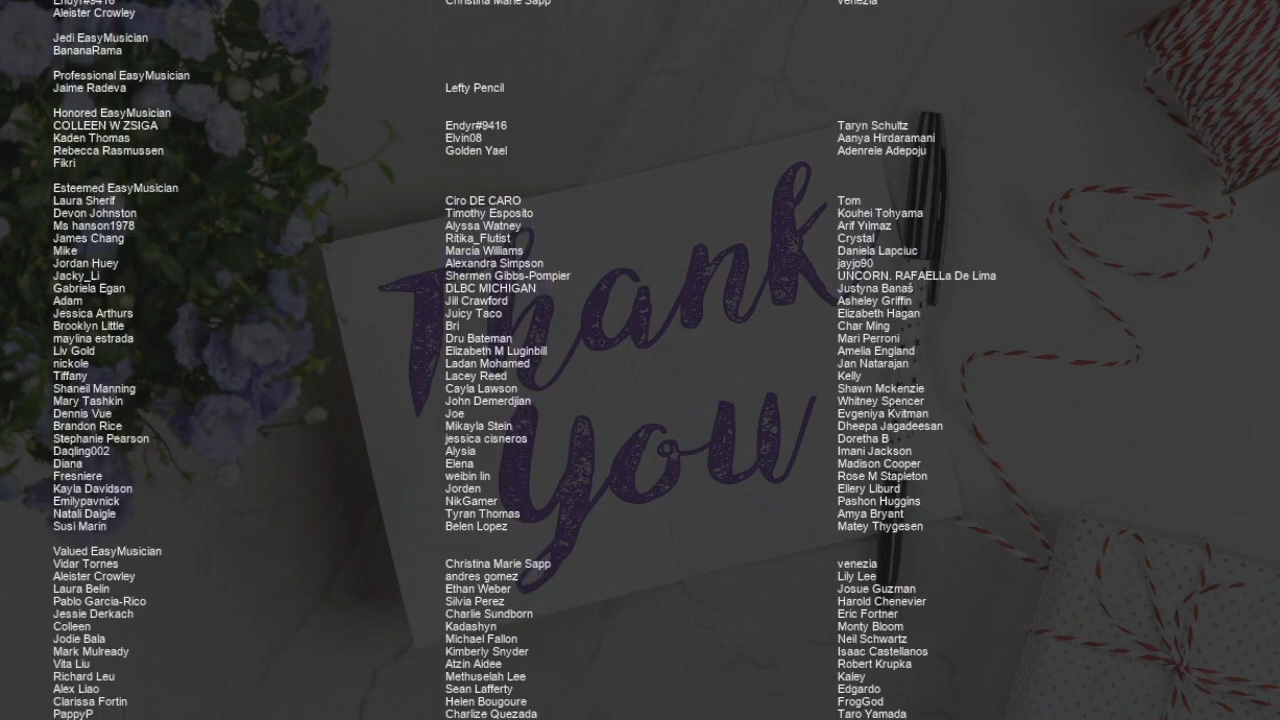 Endyr#9416 Christina Marie Sapp venezia
Aleister Crowley
Jedi EasyMusician
BananaRama
Professional EasyMusician
Jaime Radeva Lefty Pencil
Honored EasyMusician
COLLEEN W ZSIGA Endyr#9416 Taryn Schultz
Kaden Thomas Elvin08 Aanya Hirdaramani
Rebecca Rasmussen Golden Yael Adenrele Adepoju
Fikri
Esteemed EasyMusician
Laura Sherif Ciro DE CARO Tom
Devon Johnston Timothy Esposito Kouhei Tohyama
Ms hanson1978 Alyssa Watney Arif Yılmaz
James Chang Ritika_Flutist Crystal
Mike Marcia Williams Daniela Lapciuc
Jordan Huey Alexandra Simpson jayjo90
Jacky_Li Shermen Gibbs-Pompier UNCORN. RAFAELLa De Lima
Gabriela Egan DLBC MICHIGAN Justyna Banaś
Adam Jill Crawford Asheley Griffin
Jessica Arthurs Juicy Taco Elizabeth Hagan
Brooklyn Little Bri Char Ming
maylina estrada Dru Bateman Mari Perroni
Liv Gold Elizabeth M Luginbill Amelia England
nickole Ladan Mohamed Jan Natarajan
Tiffany Lacey Reed Kelly
Shaneil Manning Cayla Lawson Shawn Mckenzie
Mary Tashkin John Demerdjian Whitney Spencer
Dennis Vue Joe Evgeniya Kvitman
Brandon Rice Mikayla Stein Dheepa Jagadeesan
Stephanie Pearson jessica cisneros Doretha B
Daqling002 Alysia Imani Jackson
Diana Elena Madison Cooper
Fresniere weibin lin Rose M Stapleton
Kayla Davidson Jorden Ellery Liburd
Emilypavnick NikGamer Pashon Huggins
Natali Daigle Tyran Thomas Amya Bryant
Susi Marin Belen Lopez Matey Thygesen
Thank
you
Valued EasyMusician
Vidar Tornes Christina Marie Sapp venezia
Aleister Crowley andres gomez Lily Lee
Laura Belin Ethan Weber Josue Guzman
Pablo Garcia-Rico Silvia Perez Harold Chenevier
Jessie Derkach Charlie Sundborn Eric Fortner
Colleen Kadashyn Monty Bloom
Jodie Bala Michael Fallon Neil Schwartz
Mark Mulready Kimberly Snyder Isaac Castellanos
Vita Liu Atzin Aidee Robert Krupka
Richard Leu Methuselah Lee Kaley
Alex Liao Sean Lafferty Edgardo
Clarissa Fortin Helen Bougoure FrogGod
PappyP Charlize Quezada Taro Yamada